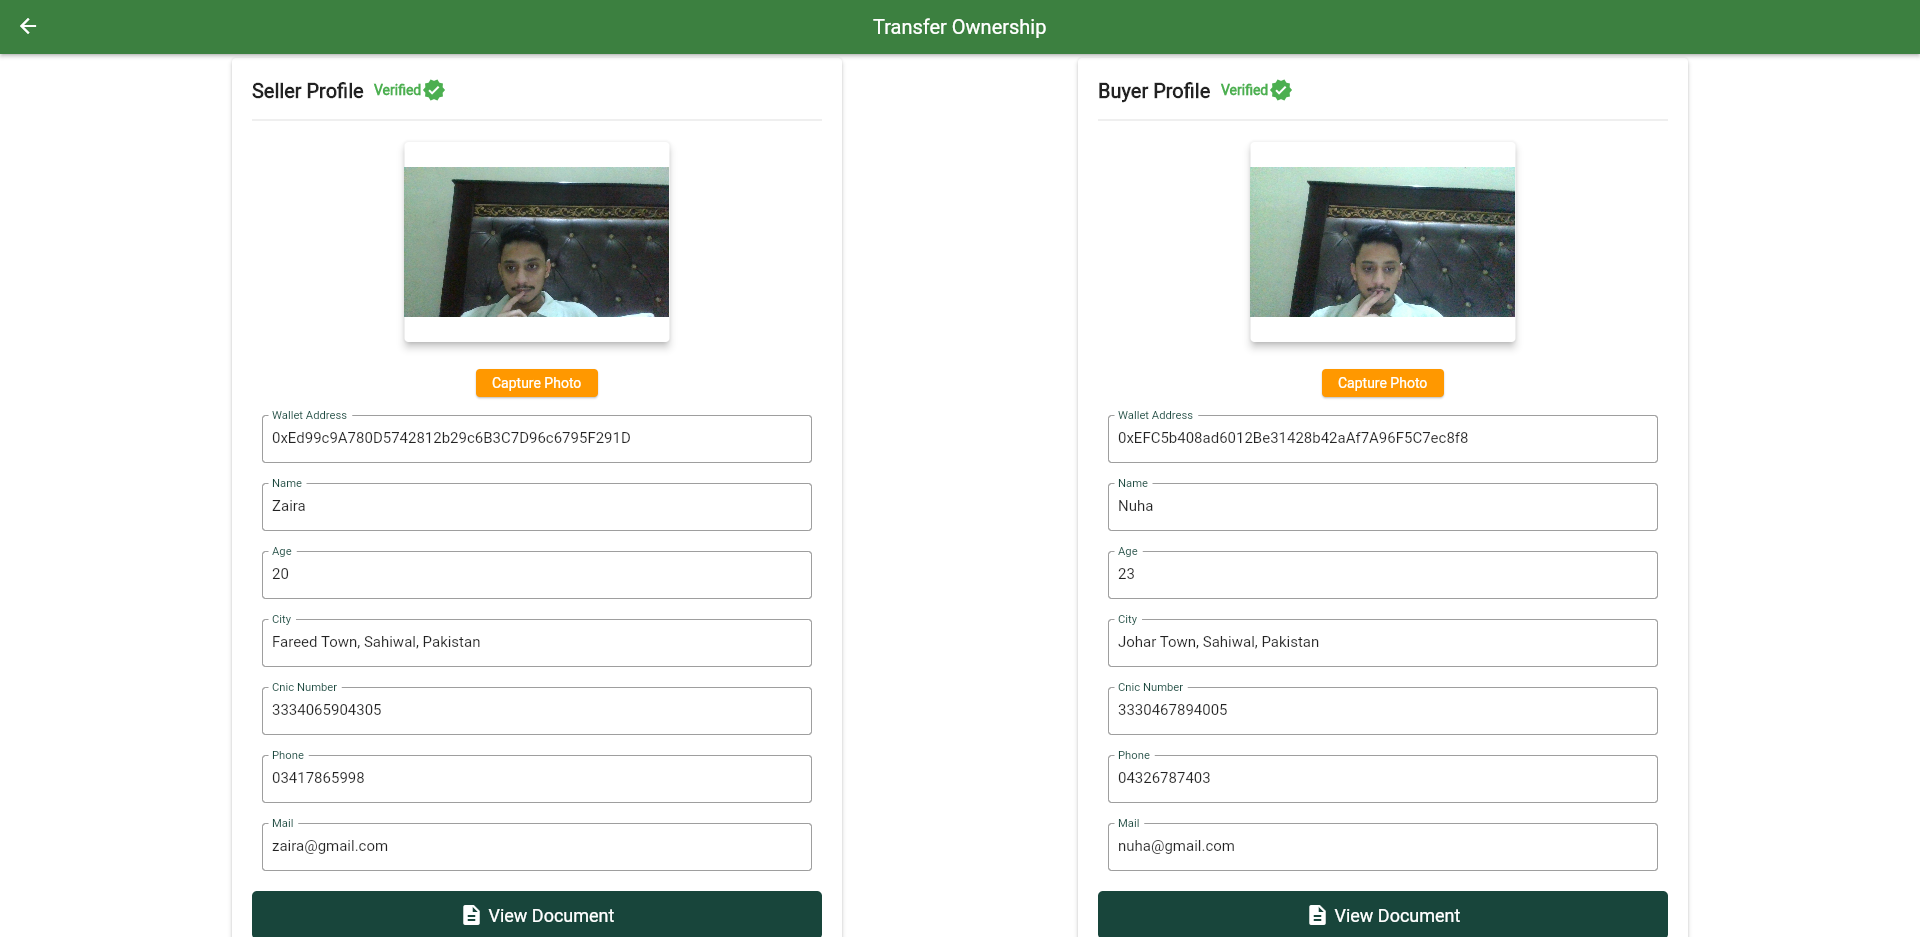 Transfer Ownership
Seller Profile Verified
Capture Photo
Wallet Address
0xEd99c9A780D5742812b29c6B3C7D96c6795F291D
Name
Zaira
Age
20
City
Fareed Town, Sahiwal, Pakistan
Cnic Number
3334065904305
Phone
03417865998
Mail
zaira@gmail.com
View Document
Buyer Profile Verified
Capture Photo
Wallet Address
0xEFC5b408ad6012Be31428b42aAf7A96F5C7ec8f8
Name
Nuha
Age
23
City
Johar Town, Sahiwal, Pakistan
Cnic Number
3330467894005
Phone
04326787403
Mail
nuha@gmail.com
View Document